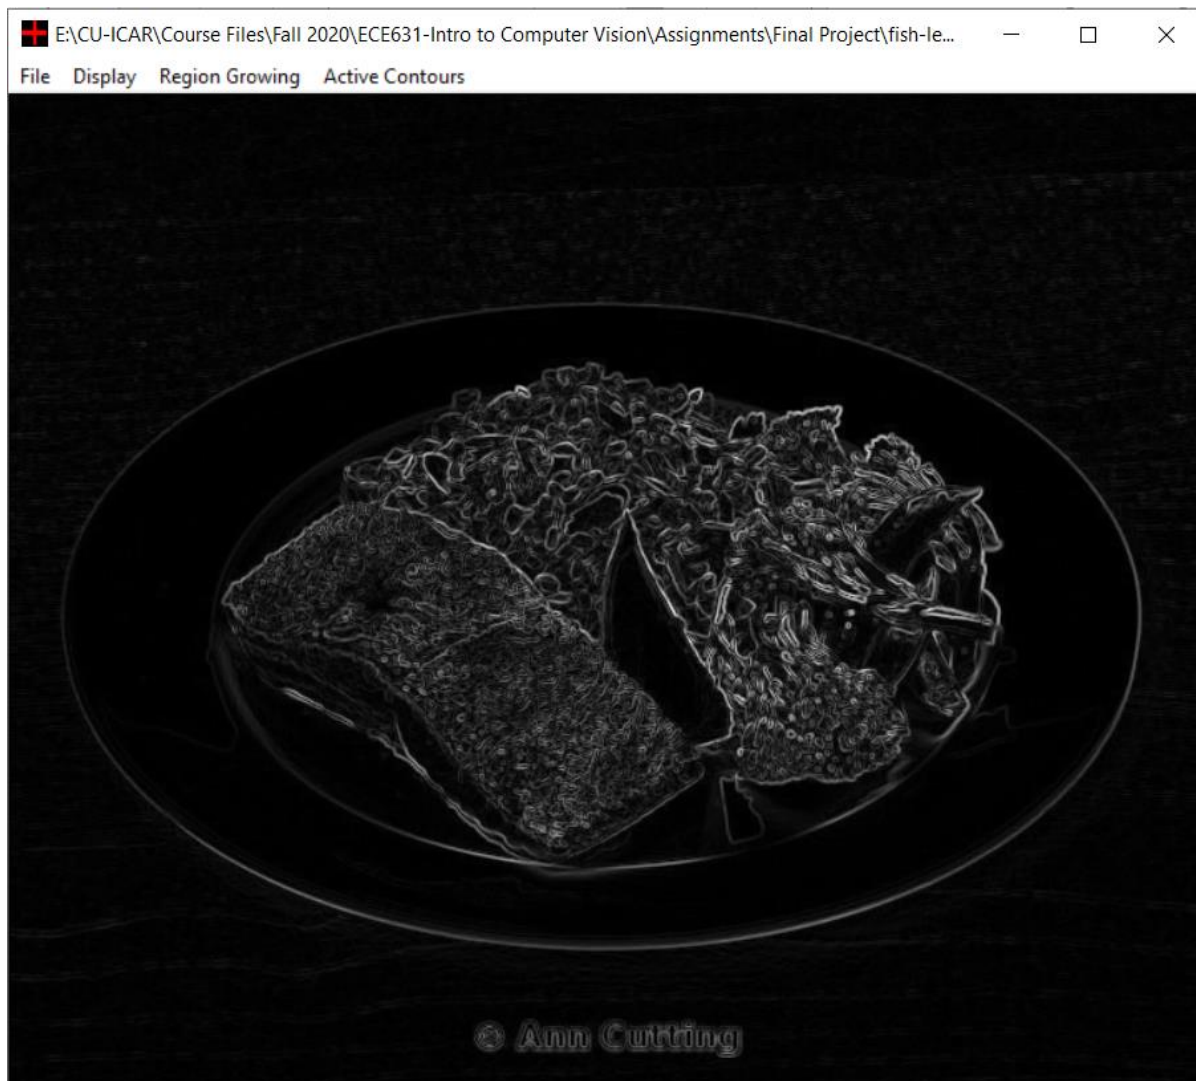 E:\CU-ICAR\Course Files\Fall 2020\ECE631-Intro to Computer Vision\Assignments\Final Project\fish-le...
File Display Region Growing Active Contours
© Ann Cutting